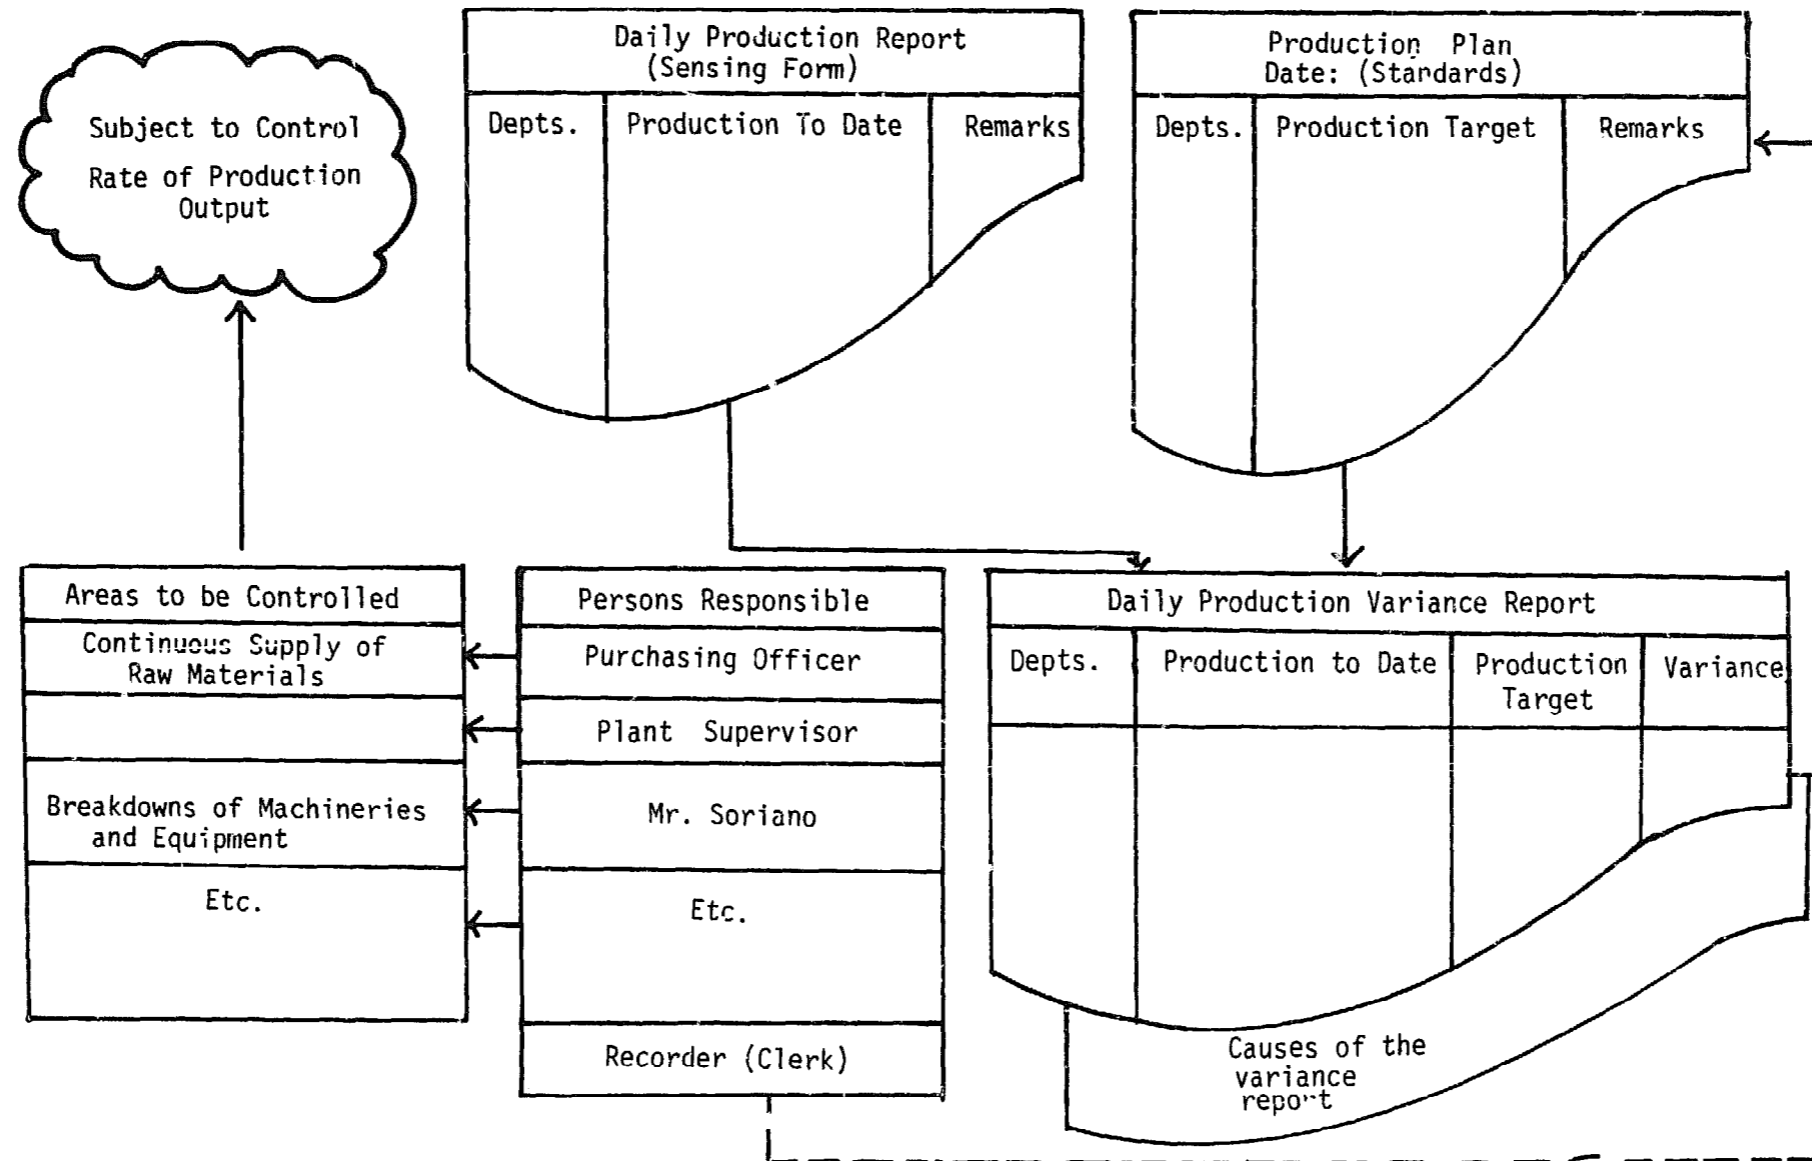 Subject to Control
Rate of Production
Output
Daily Production Report
(Sensing Form)
Depts.
Production To Date
Remarks
Production Plan
Date: (Standards)
Depts.
Production Target
Remarks
Areas to be Controlled
Continuous Supply of
Raw Materials
Breakdowns of Machineries
and Equipment
Etc.
Persons Responsible
Purchasing Officer
Plant Supervisor
Mr. Soriano
Etc.
Recorder (Clerk)
Daily Production Variance Report
Depts.
Production to Date
Production
Target
Variance
Causes of the
variance
report